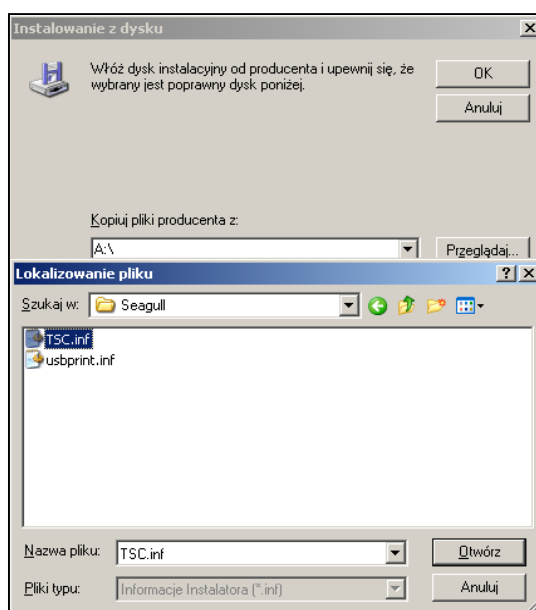 Instalowanie z dysku
Włóż dysk instalacyjny od producenta i upewnij się, że
wybrany jest poprawny dysk poniżej.
OK
Anuluj
Kopiuj pliki producenta z:
A:\
Przeglądaj...
Lokalizowanie pliku
Szukaj w:
Seagull
TSC.inf
usbprint.inf
Nazwa pliku:
TSC.inf
Otwórz
Pliki typu:
Informacje Instalatora (*.inf)
Anuluj